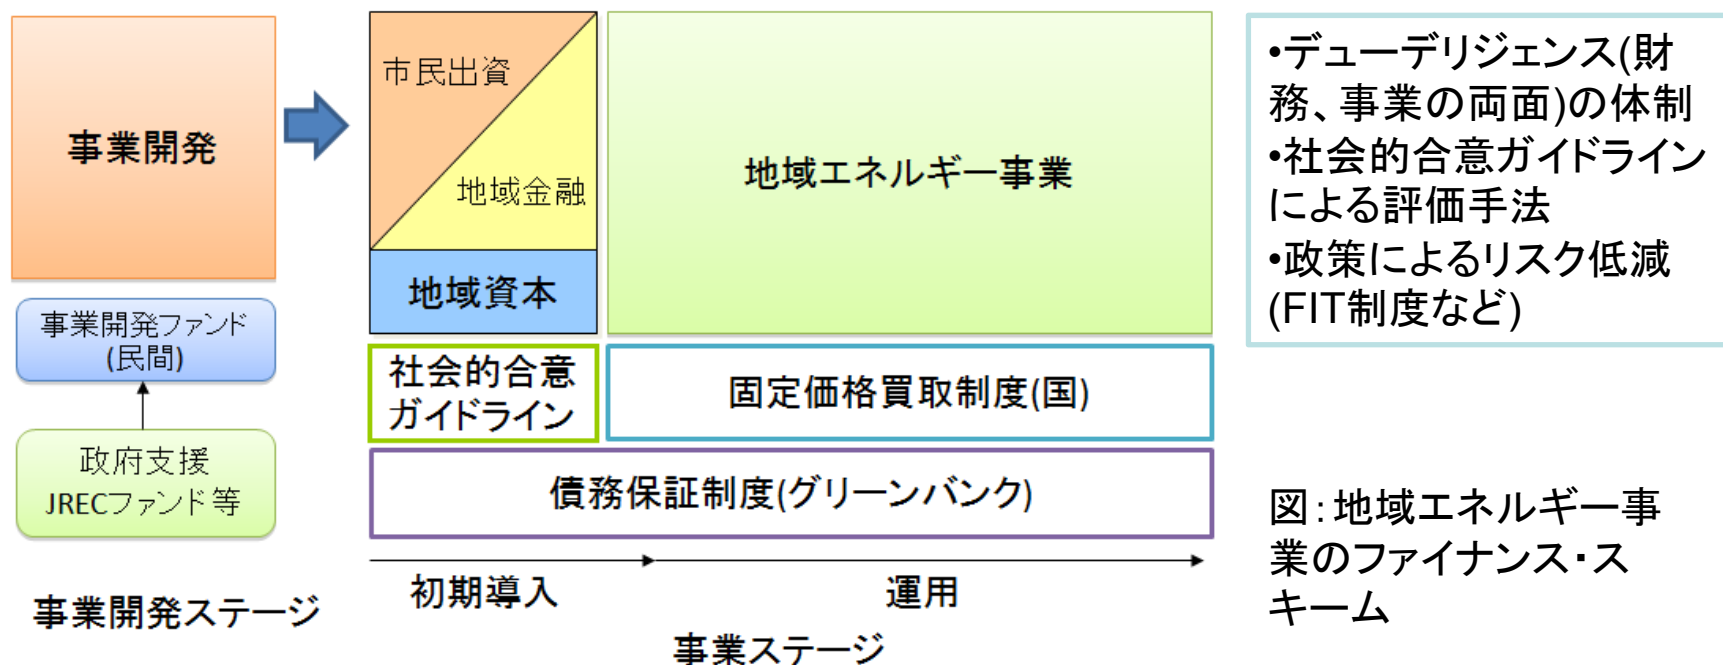 事業開発
事業開発ファンド
(民間)
政府支援
JRECファンド等
事業開発ステージ
市民出資
地域金融
地域資本
地域エネルギー事業
社会的合意
ガイドライン
固定価格買取制度(国)
債務保証制度(グリーンバンク)
初期導入
運用
事業ステージ
•デューデリジェンス(財
務、事業の両面)の体制
•社会的合意ガイドライン
による評価手法
•政策によるリスク低減
(FIT制度など)
図:地域エネルギー事
業のファイナンス・ス
キーム